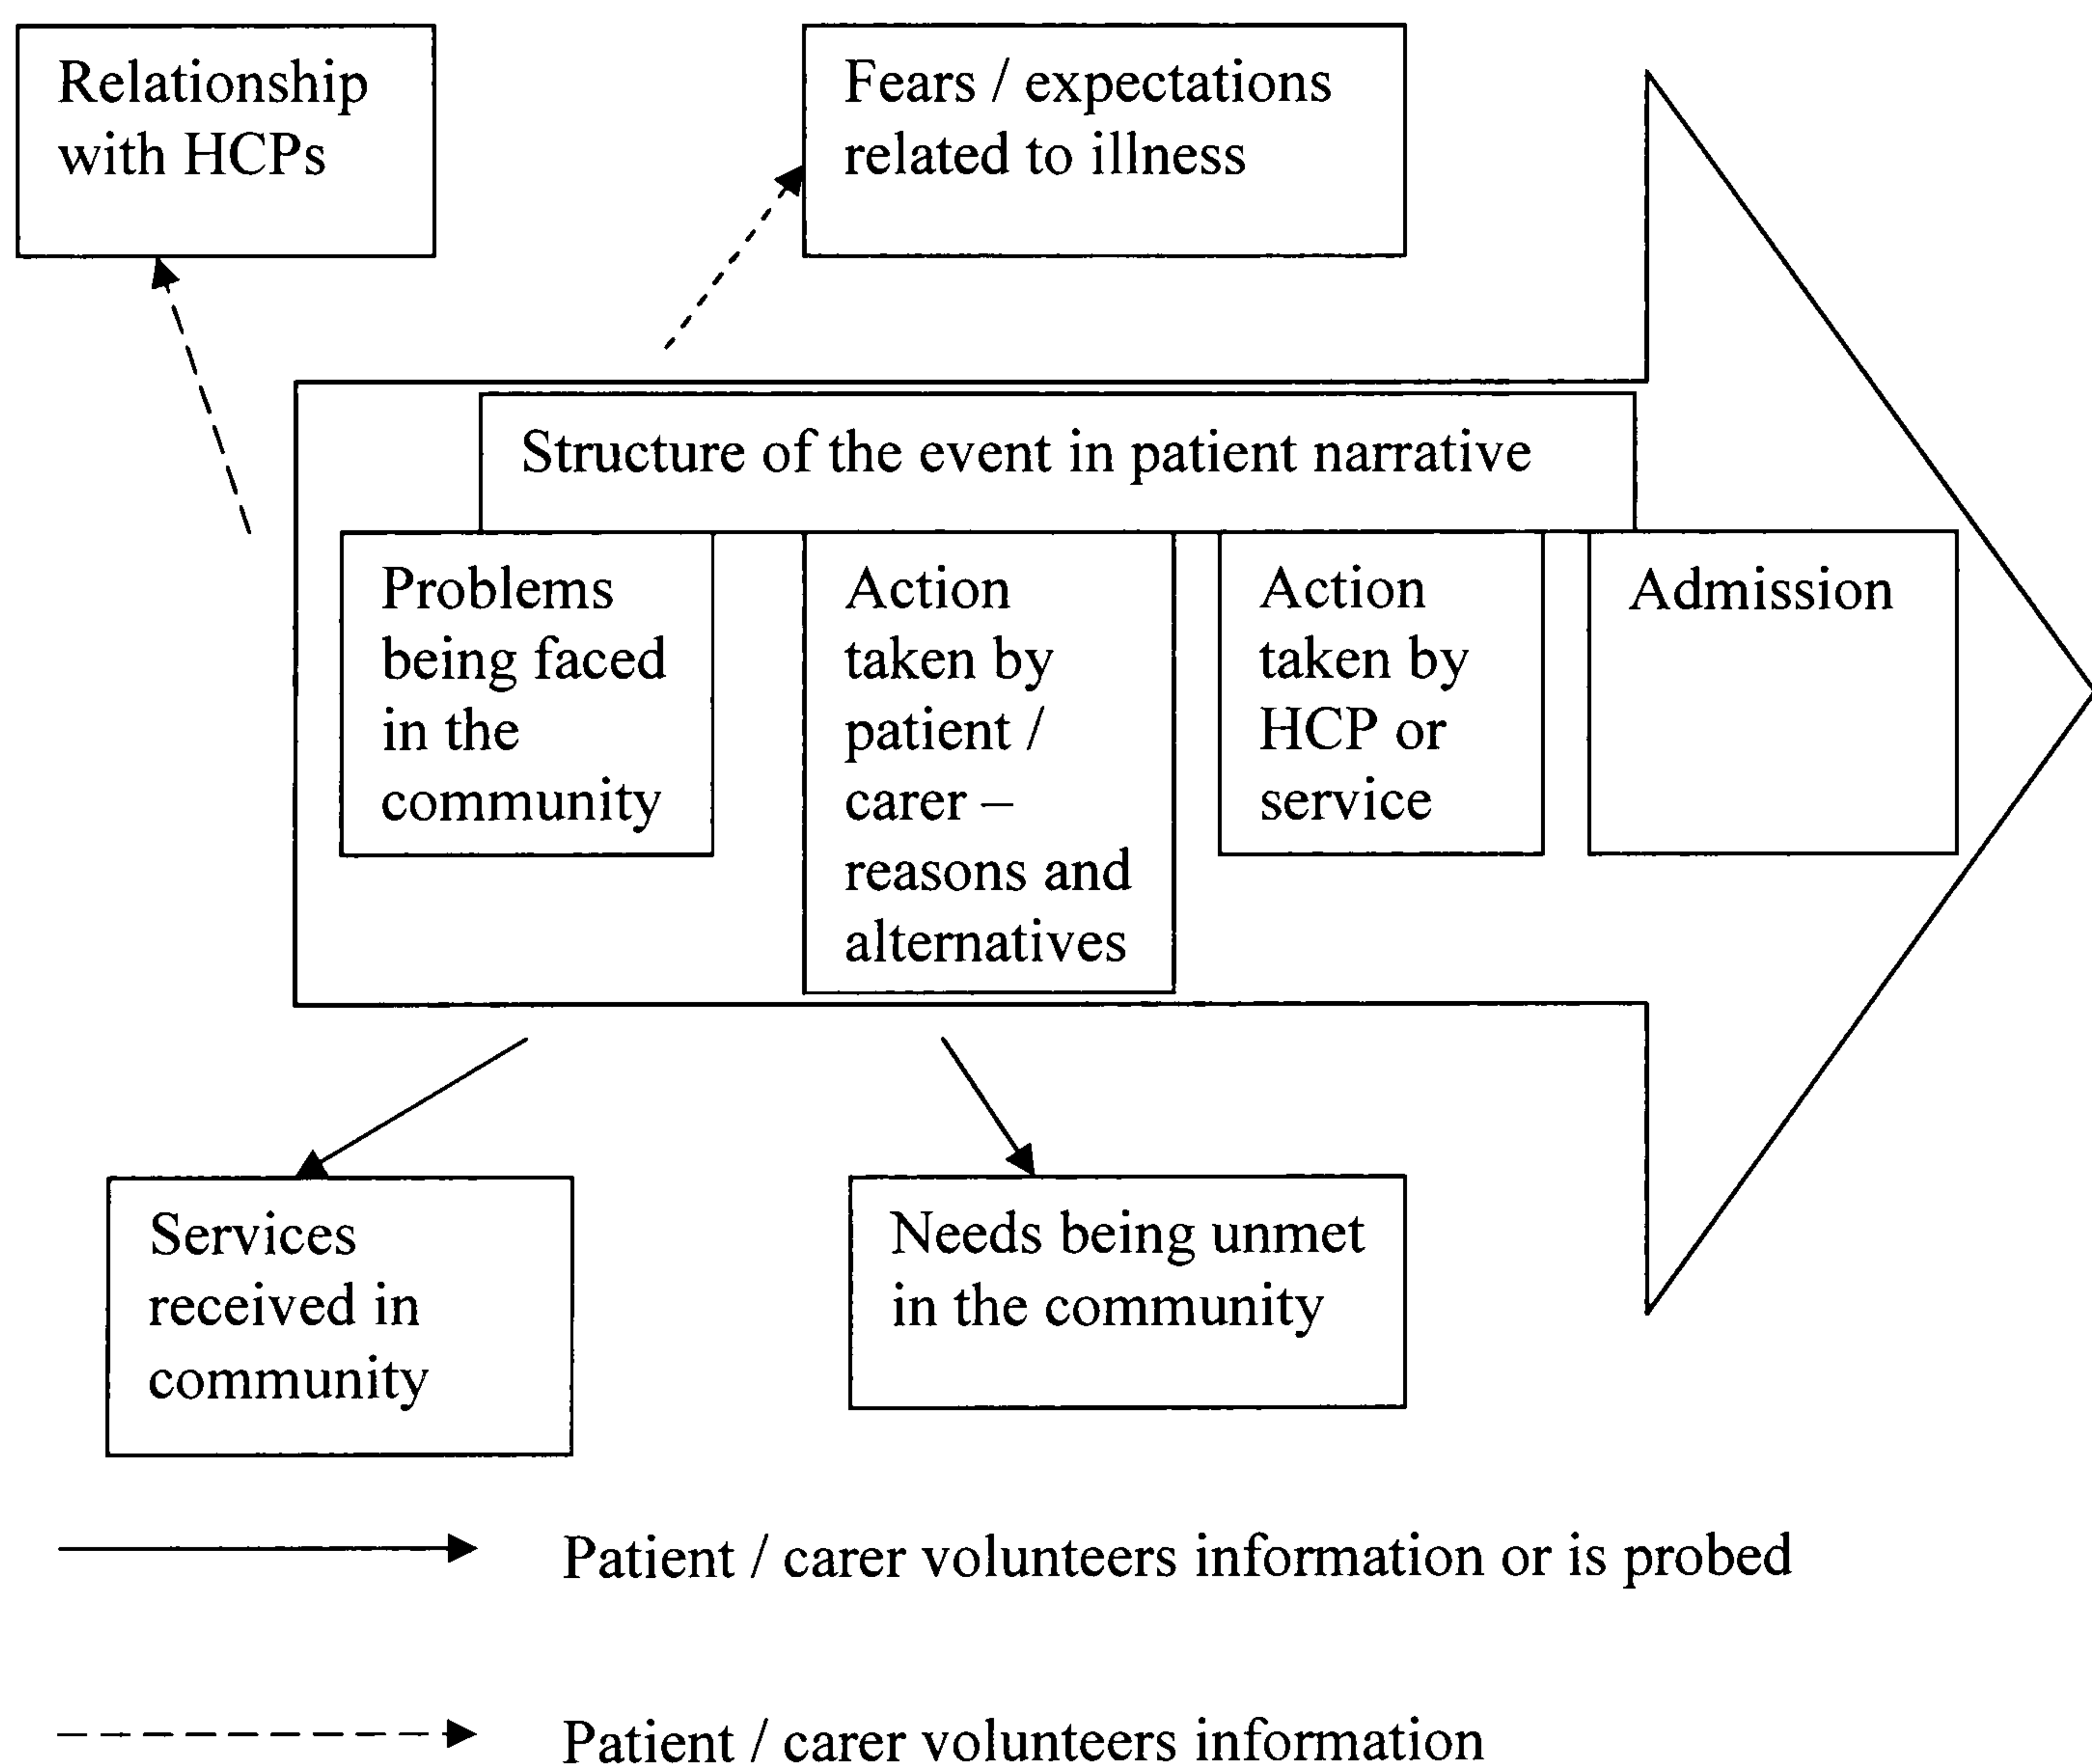 Relationship
with HCPs
Fears / expectations
related to illness
Structure of the event in patient narrative
Problems
being faced
in the
community
Action
taken by
patient /
carer –
reasons and
alternatives
Action
taken by
HCP or
service
Admission
Services
received in
community
Needs being unmet
in the community
Patient / carer volunteers information or is probed
Patient / carer volunteers information